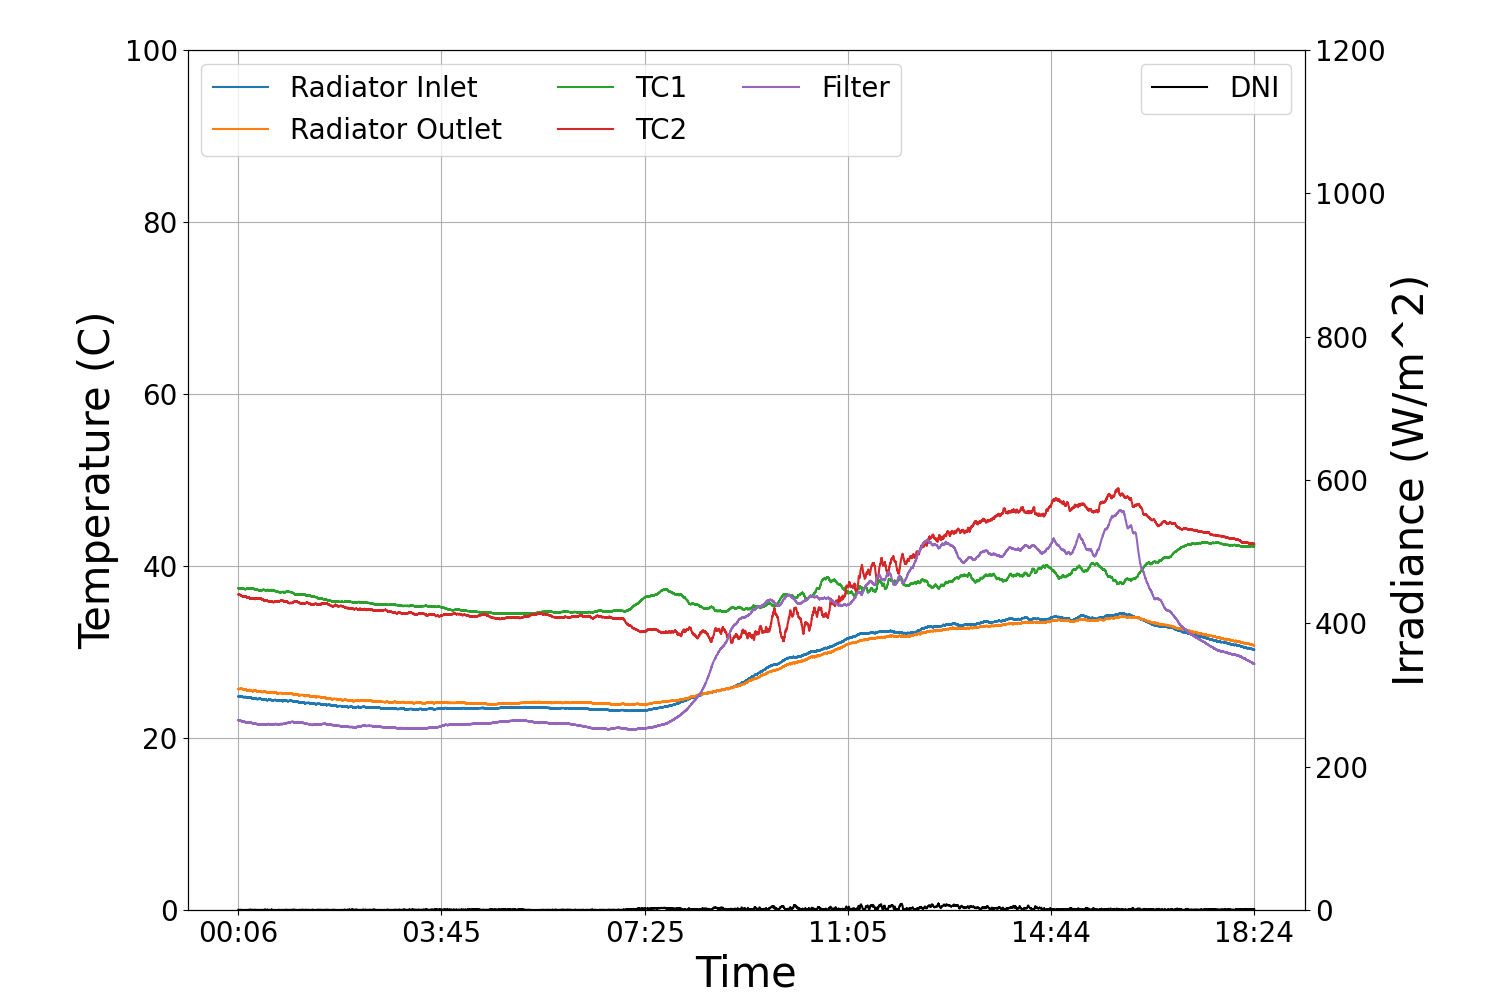 Radiator Inlet
Radiator Outlet
TC1
TC2
Filter
DNI
Temperature (C)
100
80
60
40
20
0
Irradiance (W/m^2)
1200
1000
800
600
400
200
0
00:06 03:45 07:25 11:05 14:44 18:24
Time